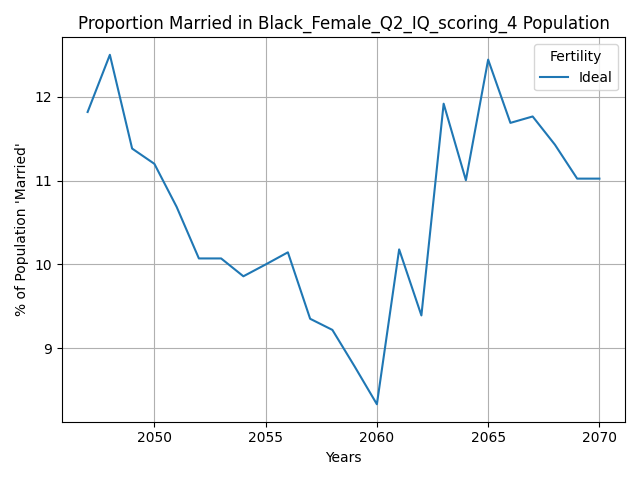 Proportion Married in Black_Female_Q2_IQ_scoring_4 Population
Fertility
Ideal
% of Population 'Married'
12
11
10
9
2050 2055 2060 2065 2070
Years